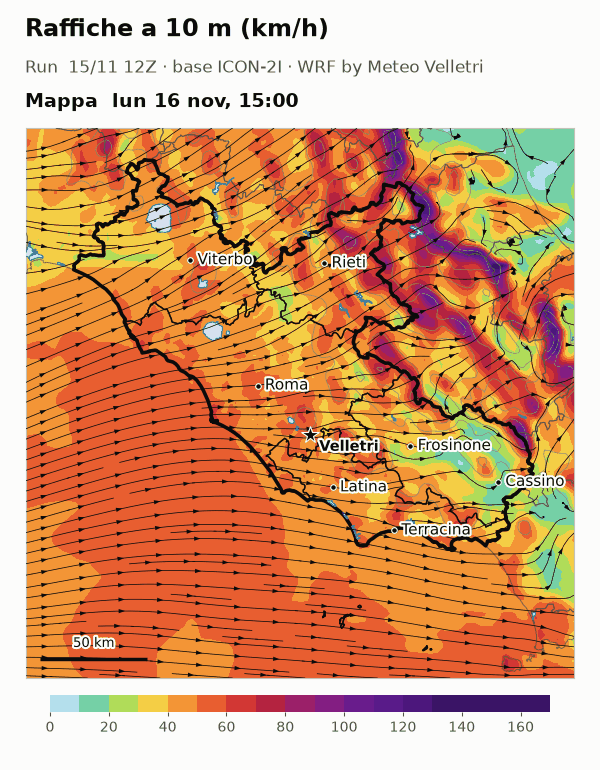 Raffiche a 10 m (km/h)
Run 15/11 12Z · base ICON-2I · WRF by Meteo Velletri
Mappa lun 16 nov, 15:00
Viterbo
Rieti
Roma
Velletri
Frosinone
Latina
Cassino
Terracina
50 km
0 20 40 60 80 100 120 140 160